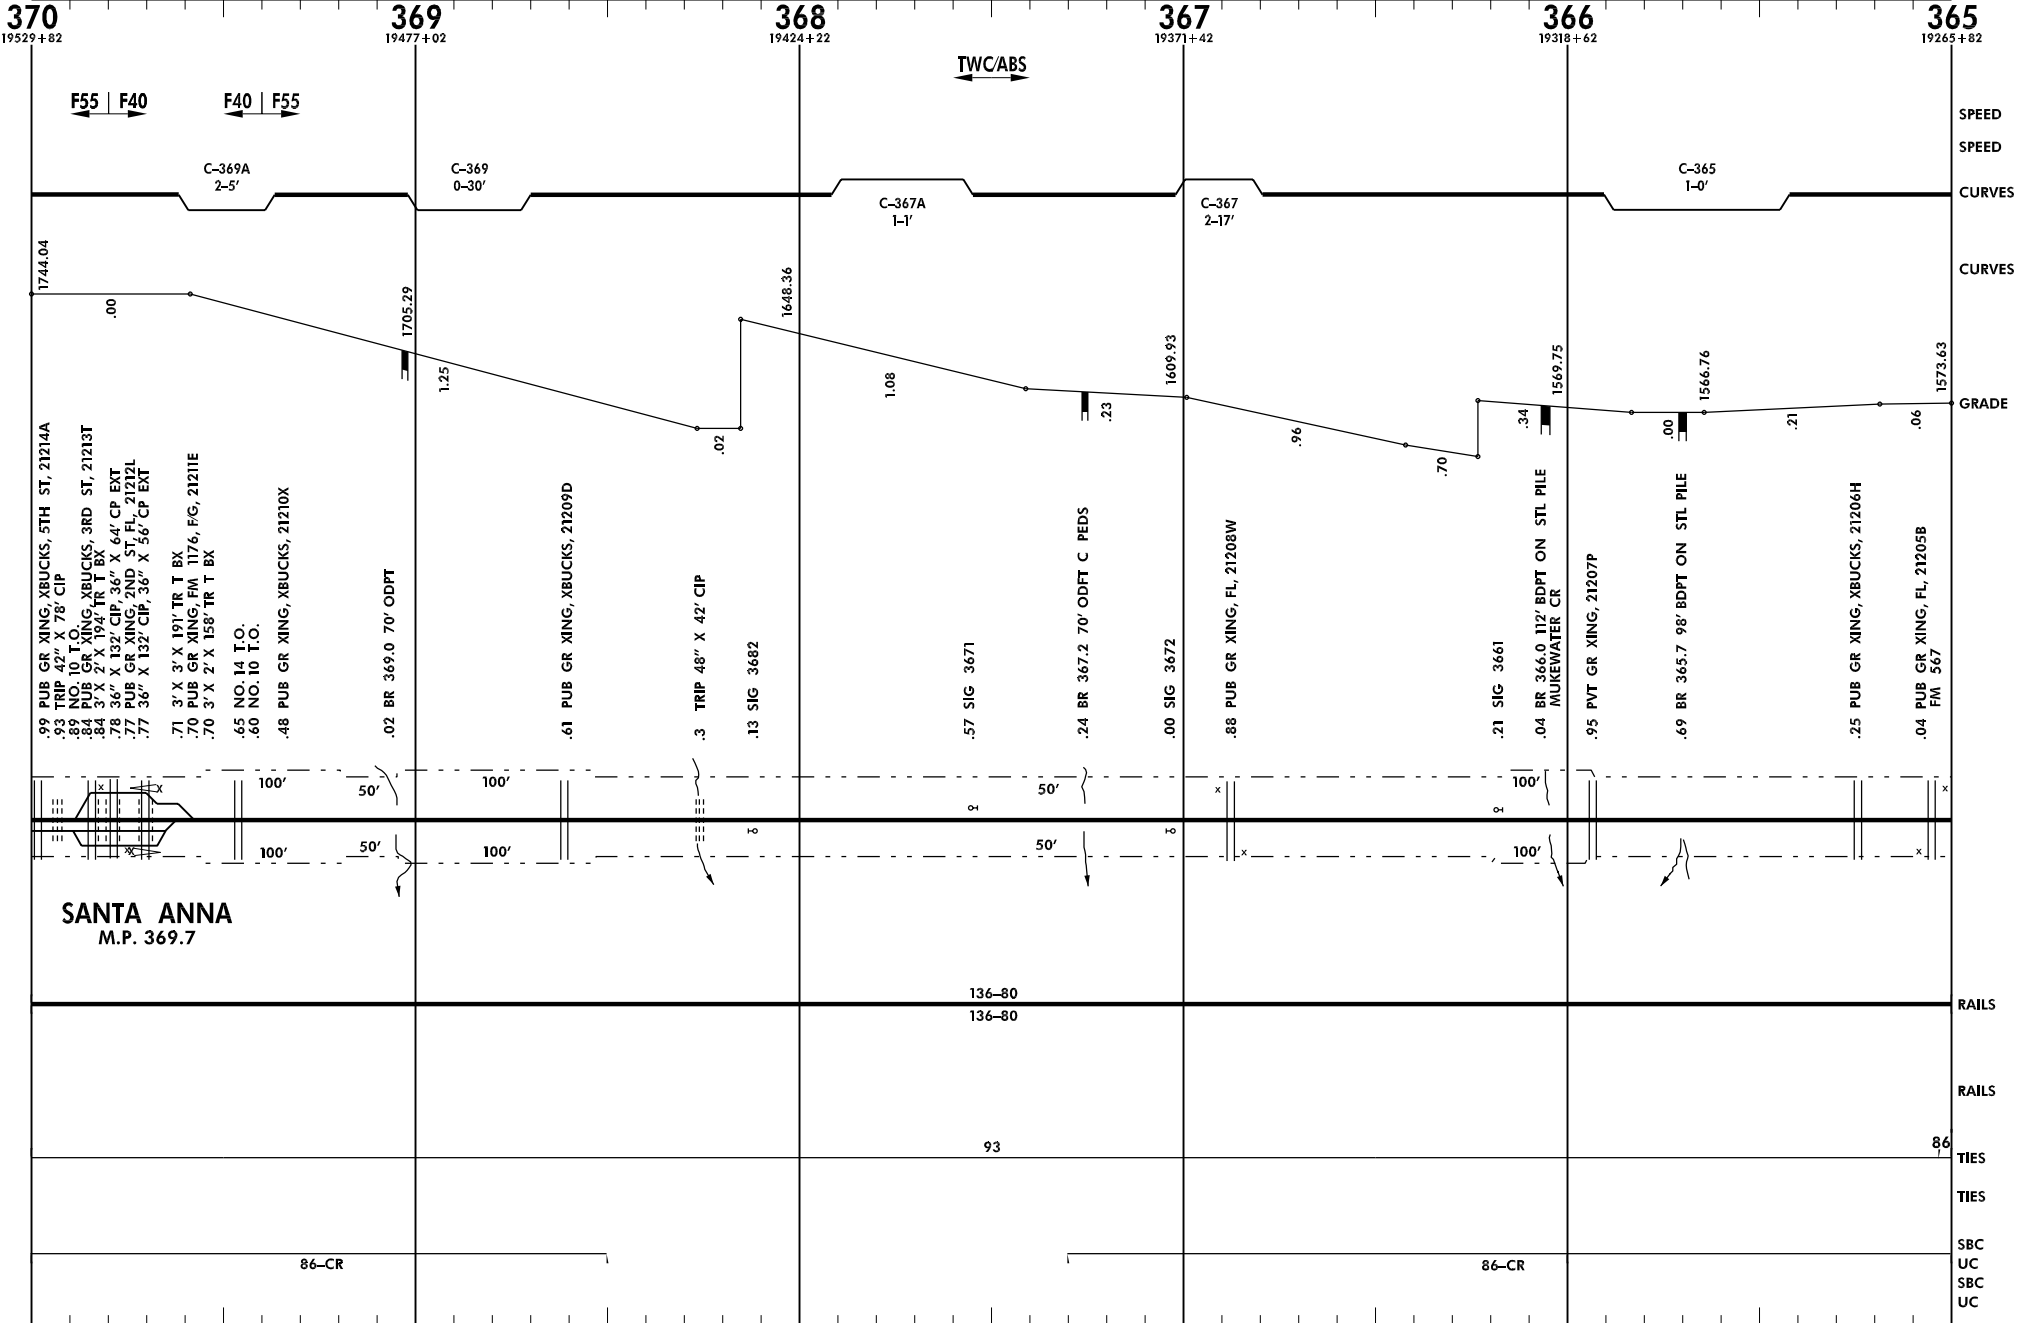 370 369 368 367 366 365
19529+82 19477+02 19424+22 19371+42 19318+62 19265+82
TWC/ABS
F55 F40 F40 F55
SPEED
SPEED
C-369A
2-5'
C-369
0-30'
C-367A
1-1'
C-367
2-17'
C-365
1-0'
CURVES
CURVES
1744.04
.00
1705.29
1.25
.02
1648.36
1.08
.23
1609.93
.96
.70
.34
1569.75
.00
1566.76
.21
.06
1573.63
GRADE
.99 PUB GR XING, XBUCKS, 5TH ST, 21214A
.93 TRIP 42" X 78' CIP
.89 NO. 10 T.O.
.84 PUB GR XING, XBUCKS, 3RD ST, 21213T
.84 3' X 2' X 194' TR T BX
.78 36" X 132' CIP, 36" X 64' CP EXT
.77 PUB GR XING, 2ND ST, FL, 21212L
.77 36" X 132' CIP, 36" X 56' CP EXT
.71 3' X 3' X 191' TR T BX
.70 PUB GR XING, FM 1176, F/G, 21211E
.70 3' X 2' X 158' TR T BX
.65 NO. 14 T.O.
.60 NO. 10 T.O.
.48 PUB GR XING, XBUCKS, 21210X
.02 BR 369.0 70' ODPT
.61 PUB GR XING, XBUCKS, 21209D
.3 TRIP 48" X 42' CIP
.13 SIG 3682
.57 SIG 3671
.24 BR 367.2 70' ODFT C PEDS
.00 SIG 3672
.88 PUB GR XING, FL, 21208W
.21 SIG 3661
.04 BR 366.0 112' BDPT ON STL PILE
MUKEWATER CR
.95 PVT GR XING, 21207P
.69 BR 365.7 98' BDPT ON STL PILE
.25 PUB GR XING, XBUCKS, 21206H
.04 PUB GR XING, FL, 21205B
FM 567
100' 50' 100' 50' 100'
X X X X
100' 50' 100' 50' 100'
XX X X
SANTA ANNA
M.P. 369.7
136-80
136-80
RAILS
RAILS
93
86
TIES
TIES
86-CR
86-CR
SBC
UC
SBC
UC